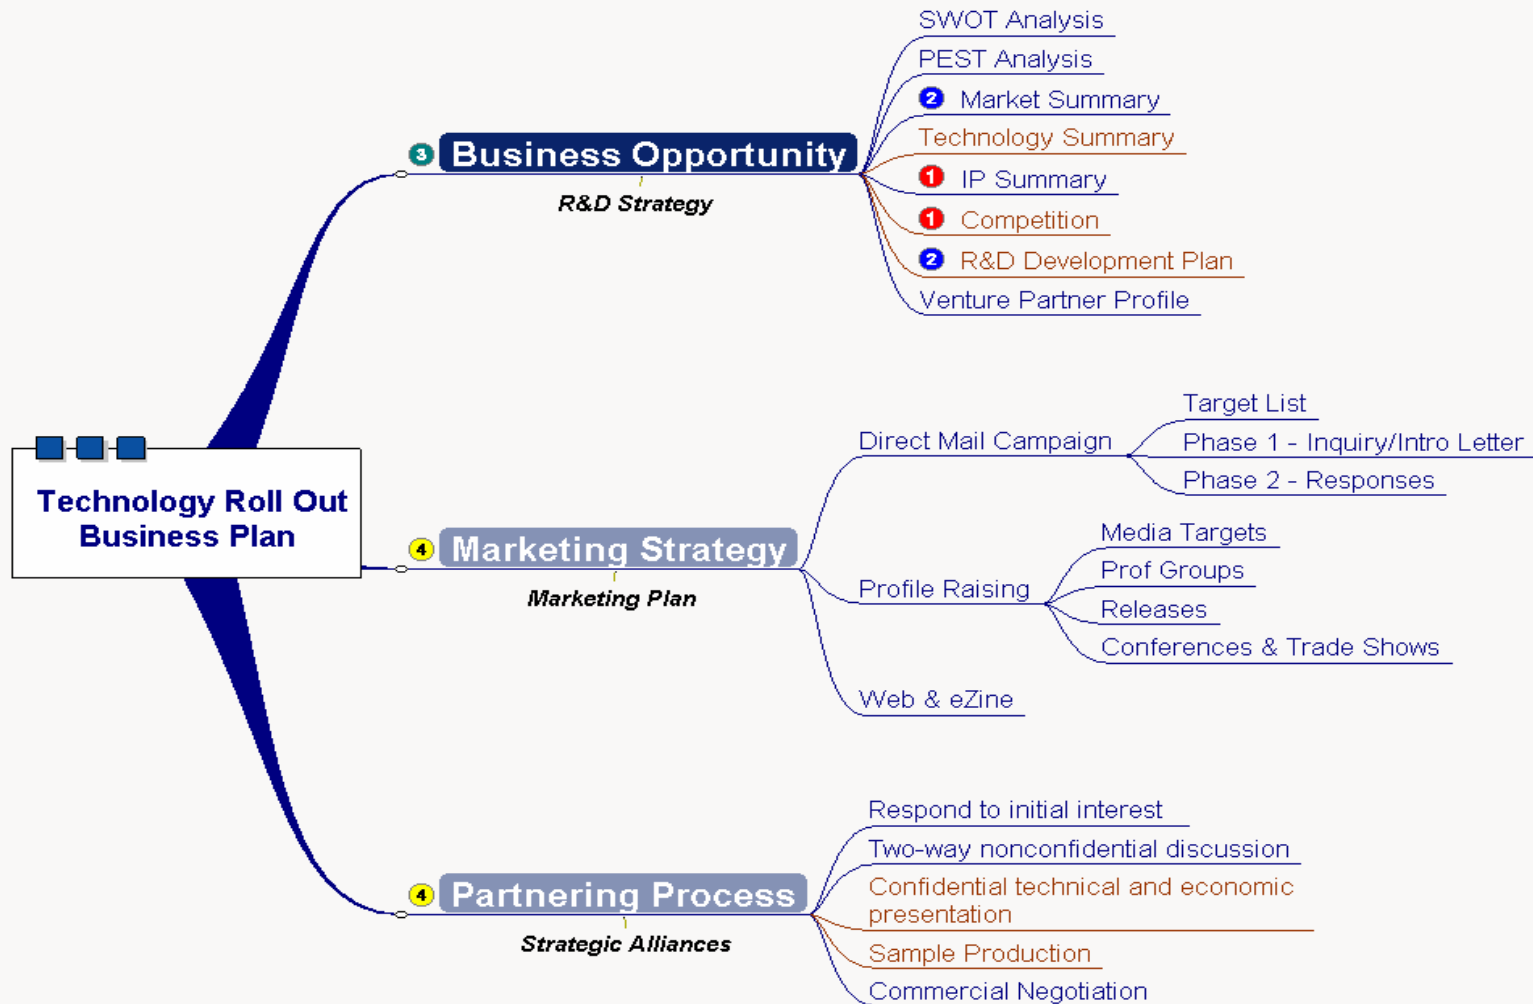 SWOT Analysis
PEST Analysis
2 Market Summary
3 Business Opportunity
Technology Summary
R&D Strategy
1 IP Summary
1 Competition
2 R&D Development Plan
Venture Partner Profile
Technology Roll Out
Business Plan
4 Marketing Strategy
Marketing Plan
Direct Mail Campaign
Target List
Phase 1 - Inquiry/Intro Letter
Phase 2 - Responses
Profile Raising
Media Targets
Prof Groups
Releases
Conferences & Trade Shows
Web & eZine
4 Partnering Process
Strategic Alliances
Respond to initial interest
Two-way nonconfidential discussion
Confidential technical and economic
presentation
Sample Production
Commercial Negotiation